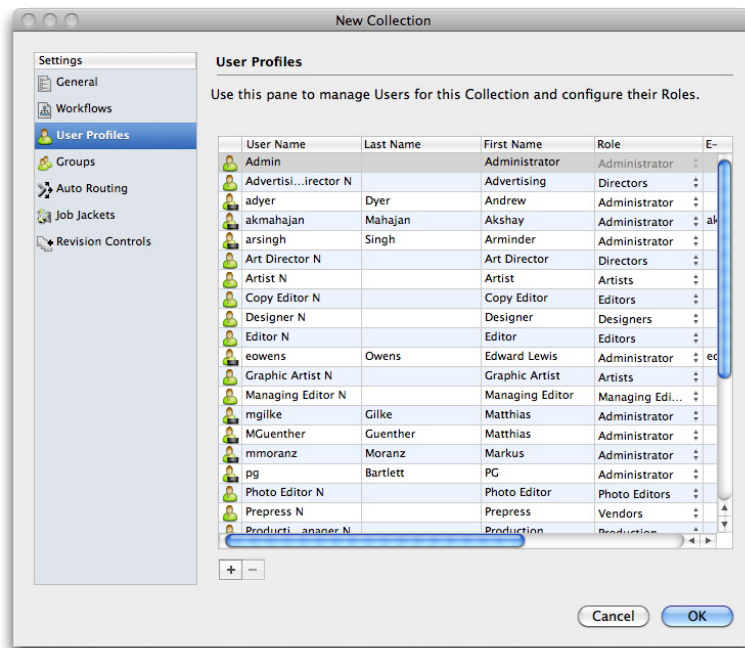 New Collection
Settings
General
Workflows
User Profiles
Groups
Auto Routing
Job Jackets
Revision Controls
User Profiles
Use this pane to manage Users for this Collection and configure their Roles.
User Name Last Name First Name Role E-
Admin Administrator Administrator
Advertisi...irector N Advertising Directors
adyer Dyer Andrew Administrator
akmahajan Mahajan Akshay Administrator ak
arsingh Singh Arminder Administrator
Art Director N Art Director Directors
Artist N Artist Artists
Copy Editor N Copy Editor Editors
Designer N Designer Designers
Editor N Editor Editors
eowens Owens Edward Lewis Administrator eo
Graphic Artist N Graphic Artist Artists
Managing Editor N Managing Editor Managing Edi...
mgilke Gilke Matthias Administrator
MGuenther Guenther Matthias Administrator
mmoranz Moranz Markus Administrator
pg Bartlett PG Administrator
Photo Editor N Photo Editor Photo Editors
Prepress N Prepress Vendors
Producti...anager N Production Production
+ −
Cancel OK